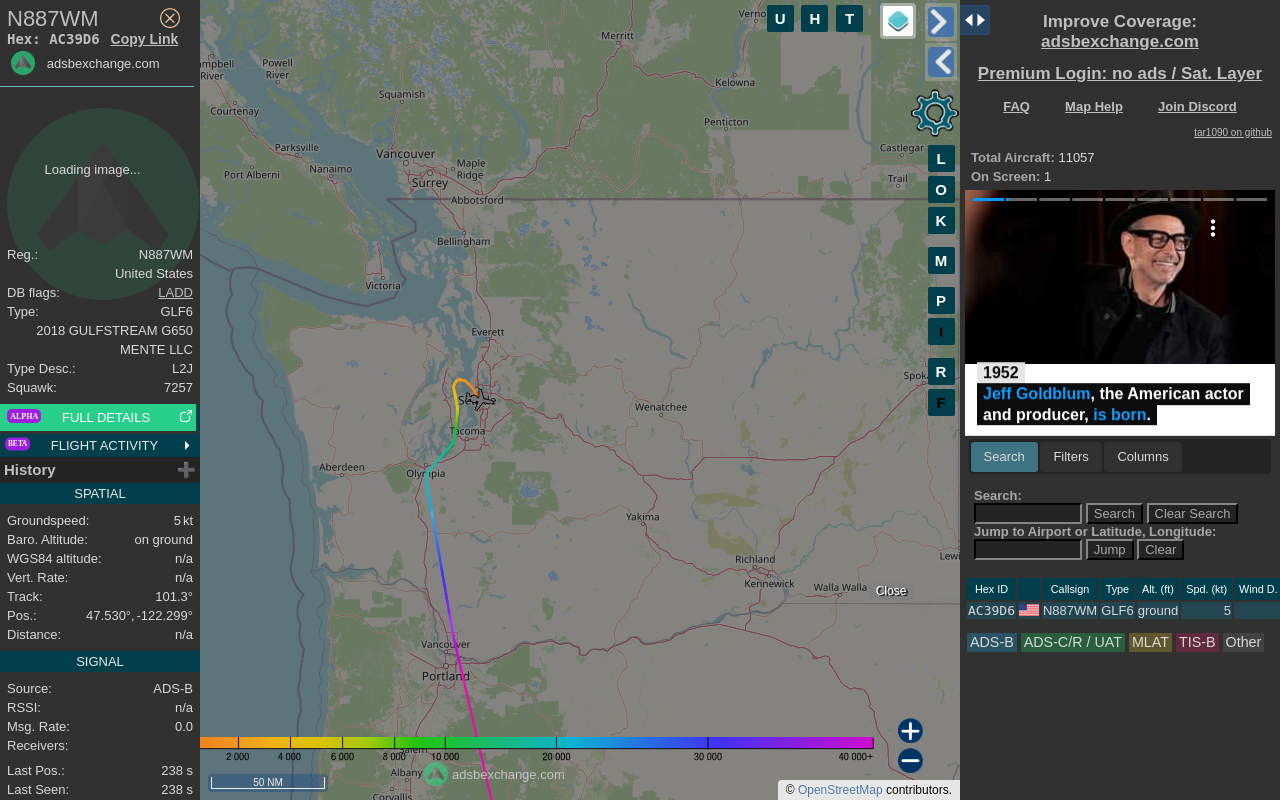 N887WM
Hex: AC39D6 Copy Link
adsbexchange.com
Loading image...
Reg.: N887WM
United States
DB flags: LADD
Type: GLF6
2018 GULFSTREAM G650
MENTE LLC
Type Desc.: L2J
Squawk: 7257
ALPHA FULL DETAILS
BETA FLIGHT ACTIVITY
History
SPATIAL
Groundspeed: 5 kt
Baro. Altitude: on ground
WGS84 altitude: n/a
Vert. Rate: n/a
Track: 101.3°
Pos.: 47.530°, -122.299°
Distance: n/a
SIGNAL
Source: ADS-B
RSSI: n/a
Msg. Rate: 0.0
Receivers:
Last Pos.: 238 s
Last Seen: 238 s
Merritt
Powell
River
River
Squamish
Kelowna
Courtenay
Penticton
Parksville
Vancouver
Nanaimo
Maple
Ridge
Castlegar
Port Alberni
Surrey
Trail
Abbotsford
Bellingham
Victoria
Everett
Wenatchee
Tacoma
Aberdeen
Olympia
Yakima
Richland
Kennewick
Walla Walla
Vancouver
Portland
Albany
Corvallis
U H T
L
O
K
M
P
I
R
F
Close
2 000 4 000 6 000 8 000 10 000 20 000 30 000 40 000+
adsbexchange.com
50 NM
© OpenStreetMap contributors.
Improve Coverage:
adsbexchange.com
Premium Login: no ads / Sat. Layer
FAQ Map Help Join Discord
tar1090 on github
Total Aircraft: 11057
On Screen: 1
1952
Jeff Goldblum, the American actor
and producer, is born.
Search Filters Columns
Search:
Search Clear Search
Jump to Airport or Latitude, Longitude:
Jump Clear
Hex ID Callsign Type Alt. (ft) Spd. (kt) Wind D.
AC39D6 N887WM GLF6 ground 5
ADS-B ADS-C/R / UAT MLAT TIS-B Other